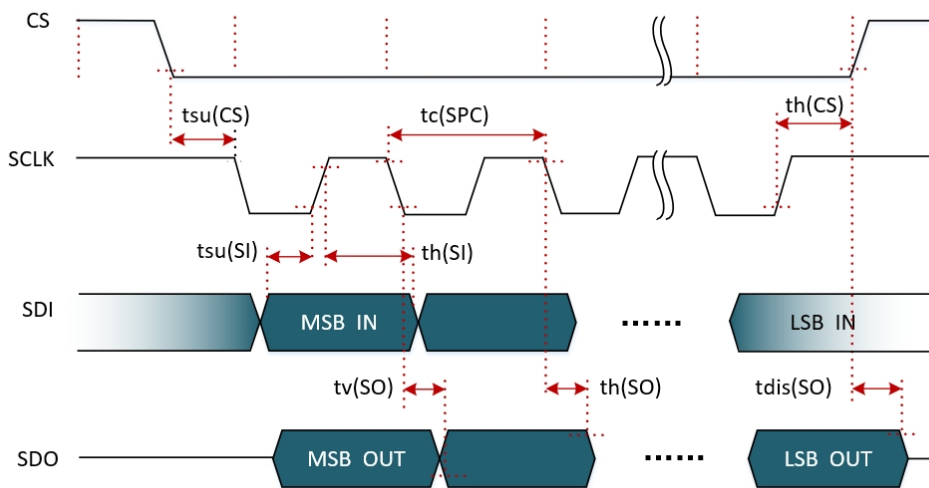 CS
tsu(CS)
tc(SPC)
th(CS)
SCLK
tsu(SI)
th(SI)
SDI
MSB IN
......
LSB IN
tv(SO)
th(SO)
tdis(SO)
SDO
MSB OUT
......
LSB OUT